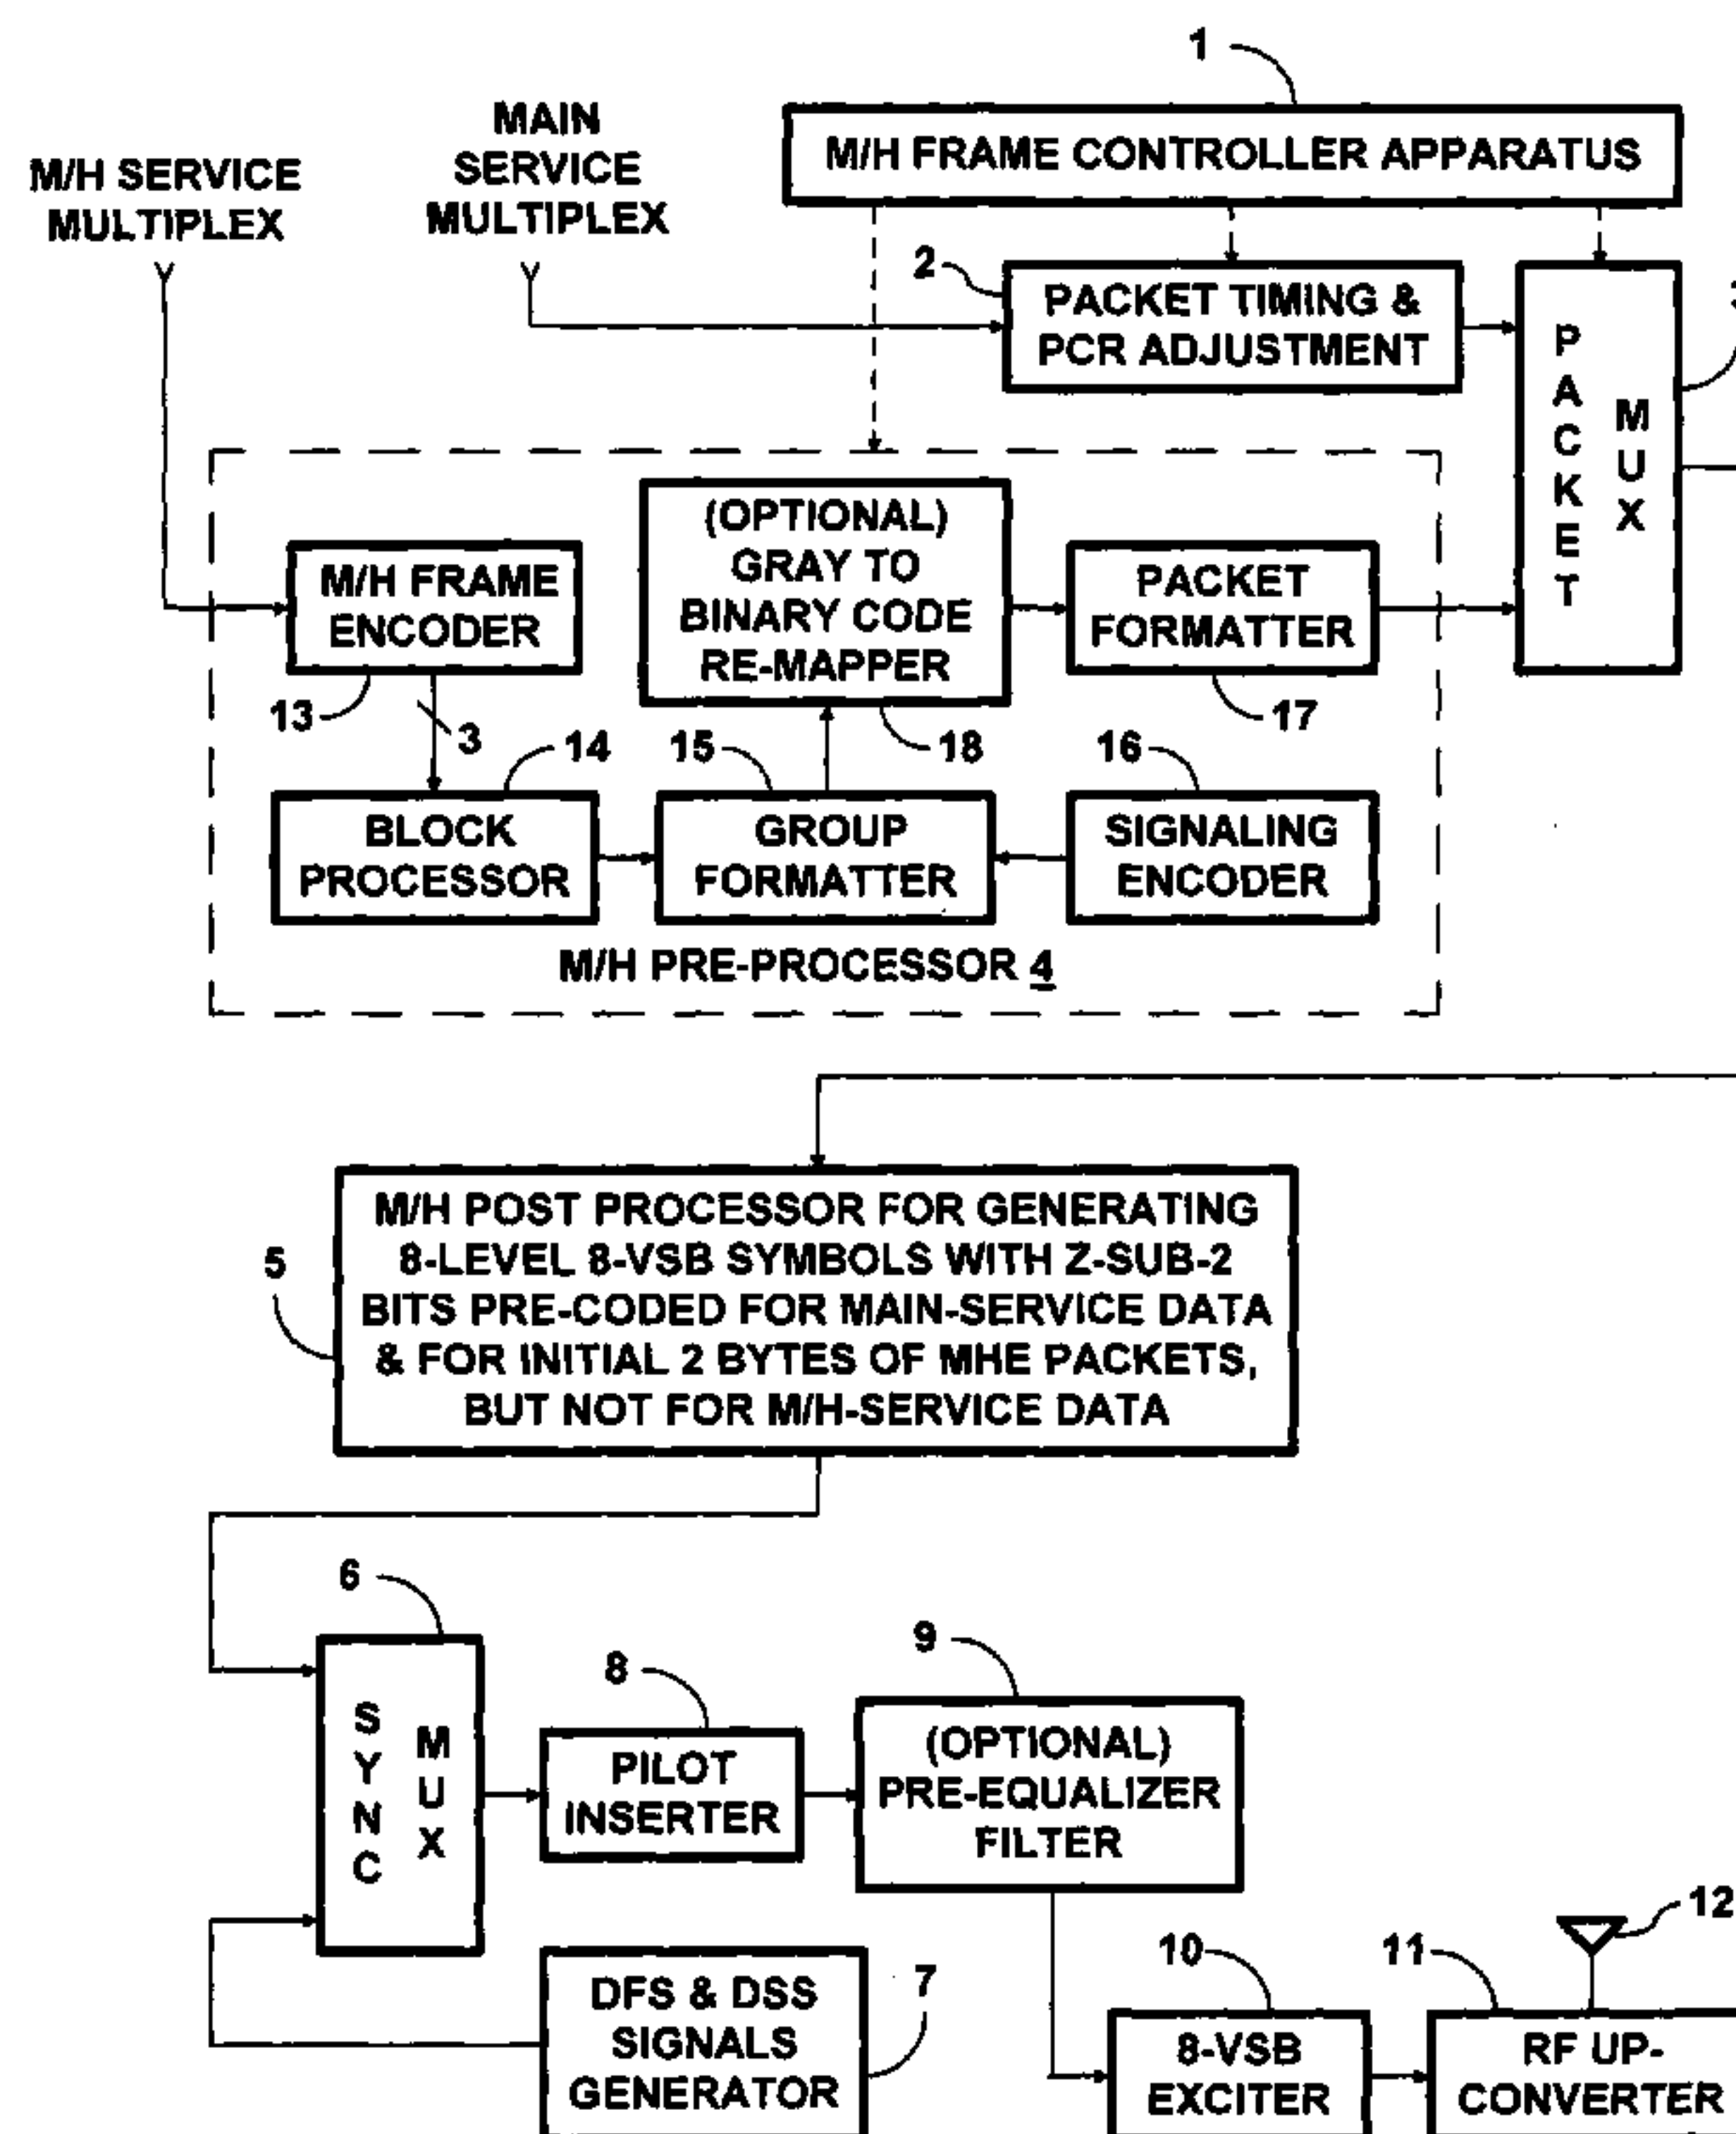 1
M/H SERVICE
MULTIPLEX
MAIN
SERVICE
MULTIPLEX
M/H FRAME CONTROLLER APPARATUS
2
PACKET TIMING &
PCR ADJUSTMENT
PACKET
MUX
(OPTIONAL)
GRAY TO
BINARY CODE
RE-MAPPER
M/H FRAME
ENCODER
PACKET
FORMATTER
13
3
14
15
18
16
17
BLOCK
PROCESSOR
GROUP
FORMATTER
SIGNALING
ENCODER
M/H PRE-PROCESSOR 4
M/H POST PROCESSOR FOR GENERATING
8-LEVEL 8-VSB SYMBOLS WITH Z-SUB-2
BITS PRE-CODED FOR MAIN-SERVICE DATA
& FOR INITIAL 2 BYTES OF MHE PACKETS,
BUT NOT FOR M/H-SERVICE DATA
5
6
SYNC
MUX
8
PILOT
INSERTER
9
(OPTIONAL)
PRE-EQUALIZER
FILTER
DFS & DSS
SIGNALS
GENERATOR
7
10
8-VSB
EXCITER
11
RF UP-
CONVERTER
12